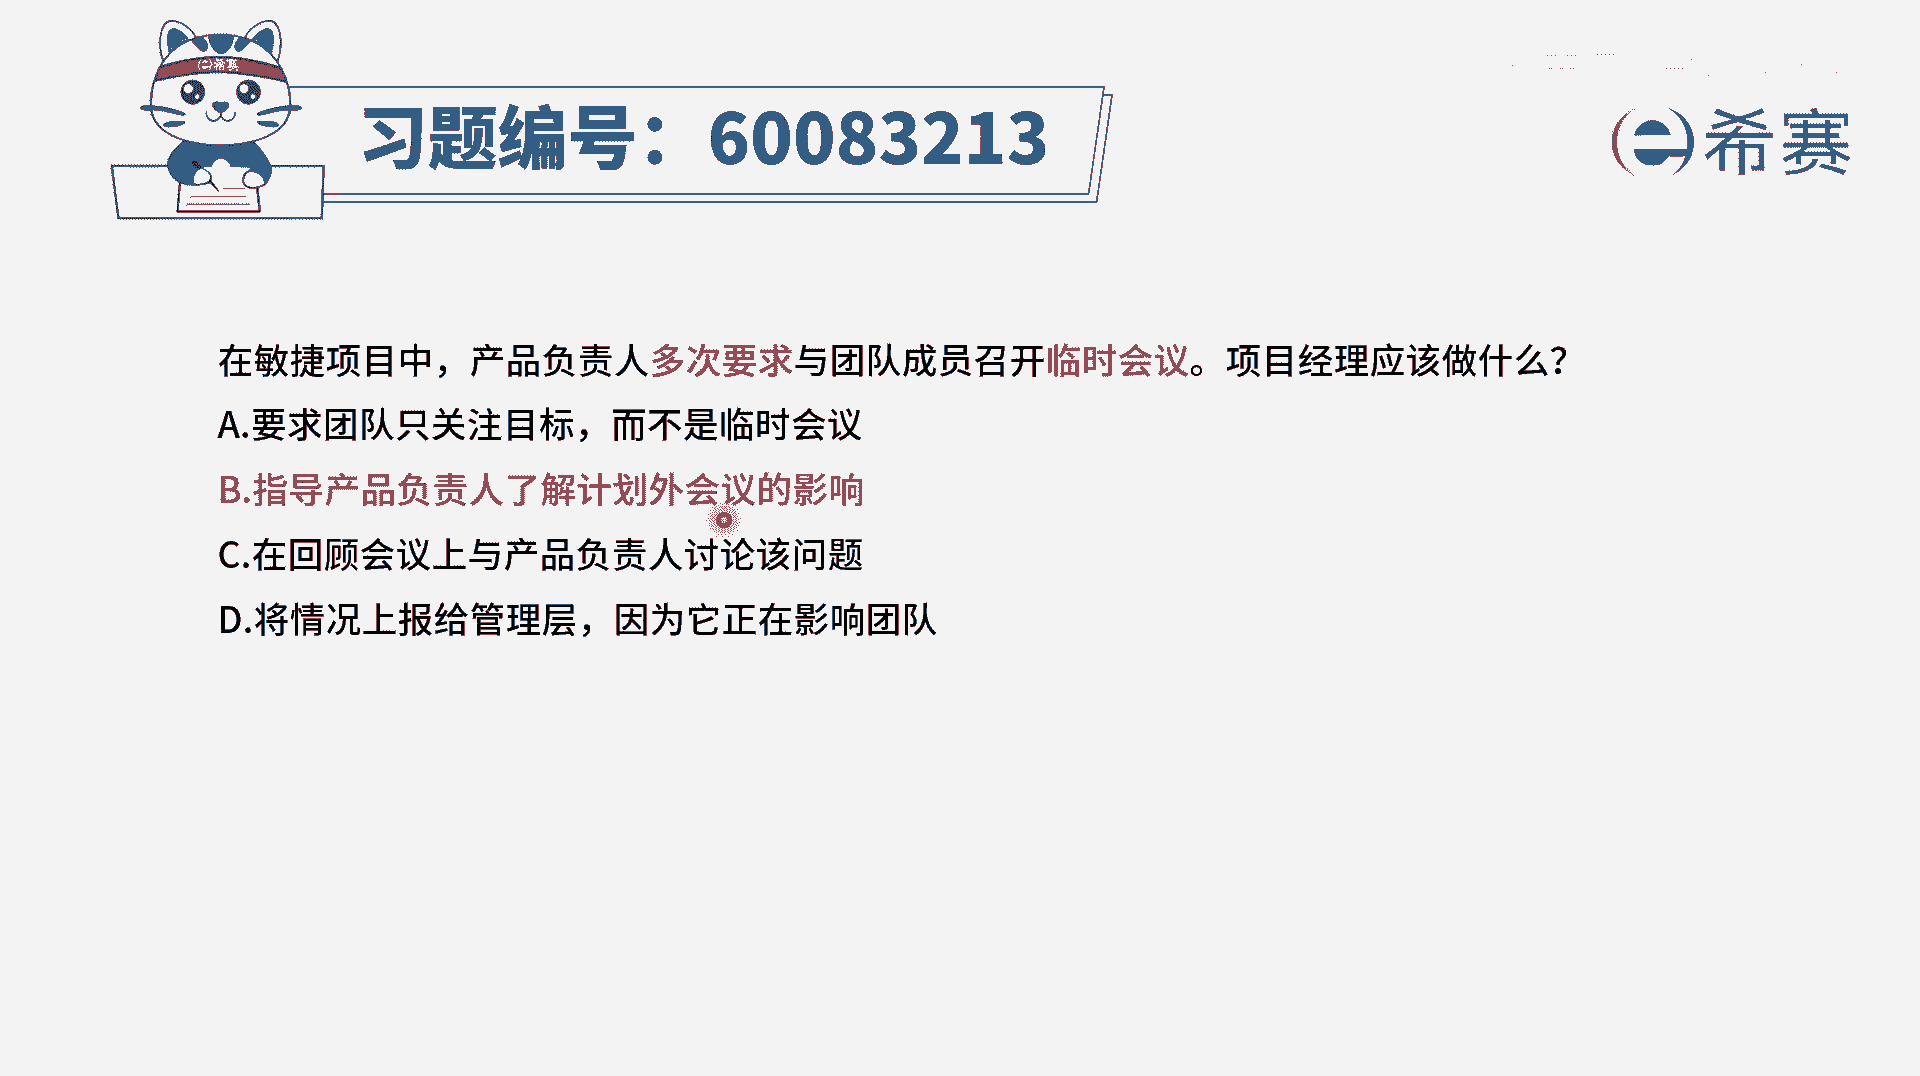 希赛
习题编号：60083213
希赛
在敏捷项目中，产品负责人多次要求与团队成员召开临时会议。项目经理应该做什么？
A.要求团队只关注目标，而不是临时会议
B.指导产品负责人了解计划外会议的影响
C.在回顾会议上与产品负责人讨论该问题
D.将情况上报给管理层，因为它正在影响团队